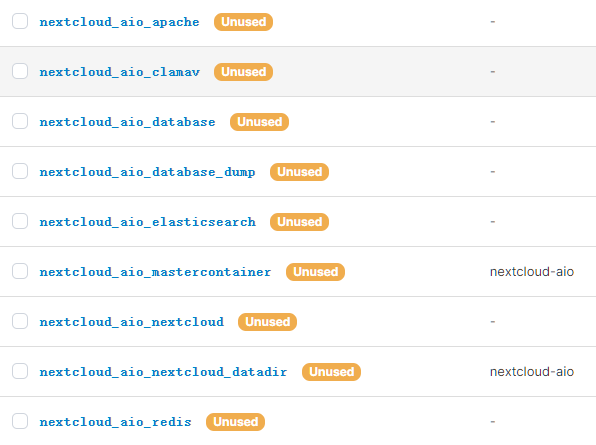 nextcloud_aio_apache Unused -
nextcloud_aio_clamav Unused -
nextcloud_aio_database Unused -
nextcloud_aio_database_dump Unused -
nextcloud_aio_elasticsearch Unused -
nextcloud_aio_mastercontainer Unused nextcloud-aio
nextcloud_aio_nextcloud Unused -
nextcloud_aio_nextcloud_datadir Unused nextcloud-aio
nextcloud_aio_redis Unused -